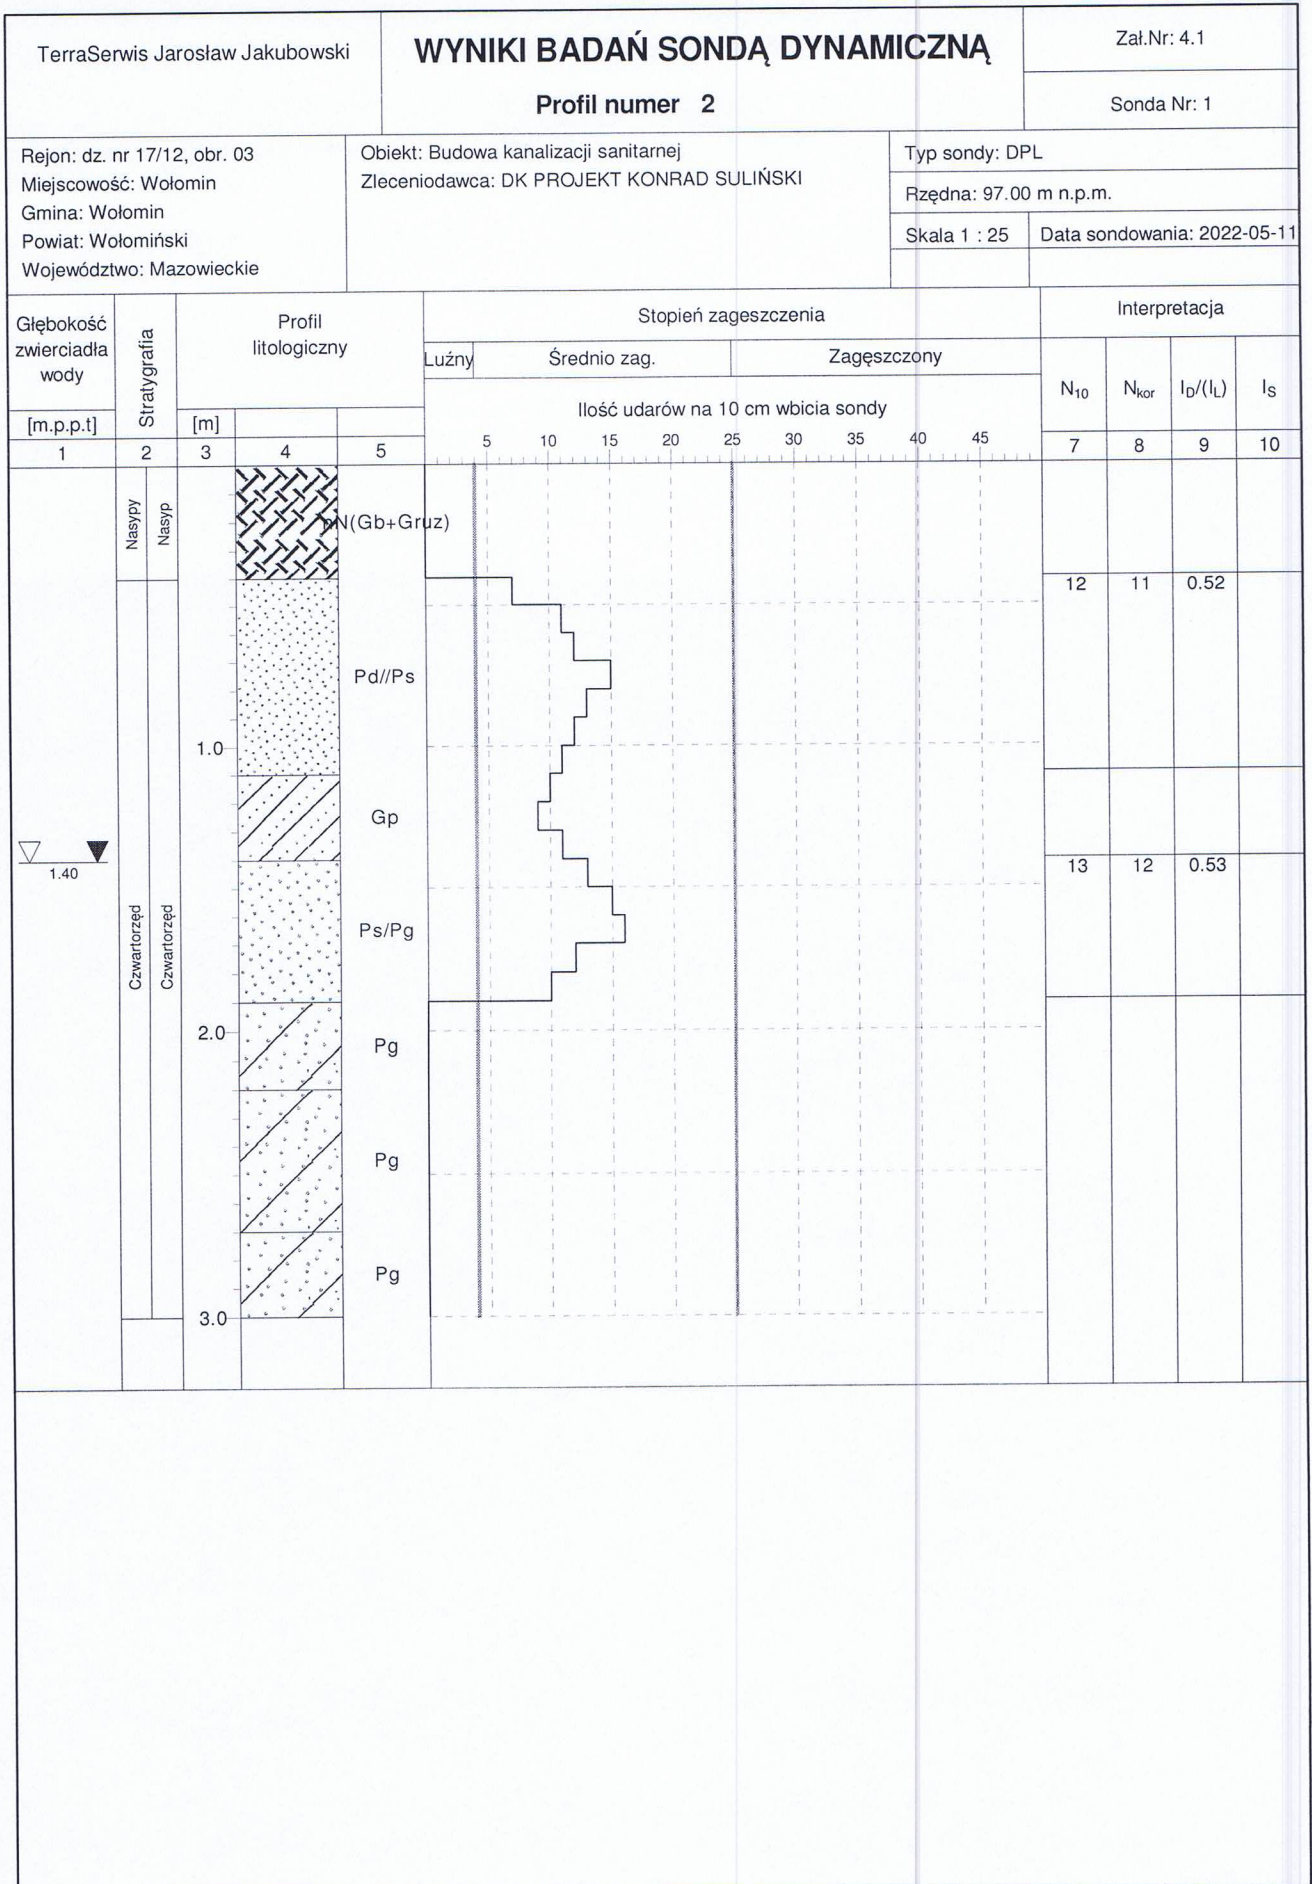 TerraSerwis Jarosław Jakubowski
WYNIKI BADAŃ SONDĄ DYNAMICZNĄ
Profil numer 2
Zał.Nr: 4.1
Sonda Nr: 1
Rejon: dz. nr 17/12, obr. 03
Miejscowość: Wołomin
Gmina: Wołomin
Powiat: Wołomiński
Województwo: Mazowieckie
Obiekt: Budowa kanalizacji sanitarnej
Zleceniodawca: DK PROJEKT KONRAD SULIŃSKI
Typ sondy: DPL
Rzędna: 97.00 m n.p.m.
Skala 1 : 25
Data sondowania: 2022-05-11
Głębokość
zwierciadła
wody
[m.p.p.t]
Stratygrafia
Profil
litologiczny
[m]
Stopień zageszczenia
Luźny
Średnio zag.
Zagęszczony
Ilość udarów na 10 cm wbicia sondy
5 10 15 20 25 30 35 40 45
Interpretacja
N10 Nkor ID/(IL) IS
1 2 3 4 5 7 8 9 10
Nasypy
Nasyp
nN(Gb+Gruz)
12 11 0.52
Pd//Ps
1.0
Gp
1.40
13 12 0.53
Czwartorzęd
Czwartorzęd
Ps/Pg
2.0
Pg
Pg
Pg
3.0